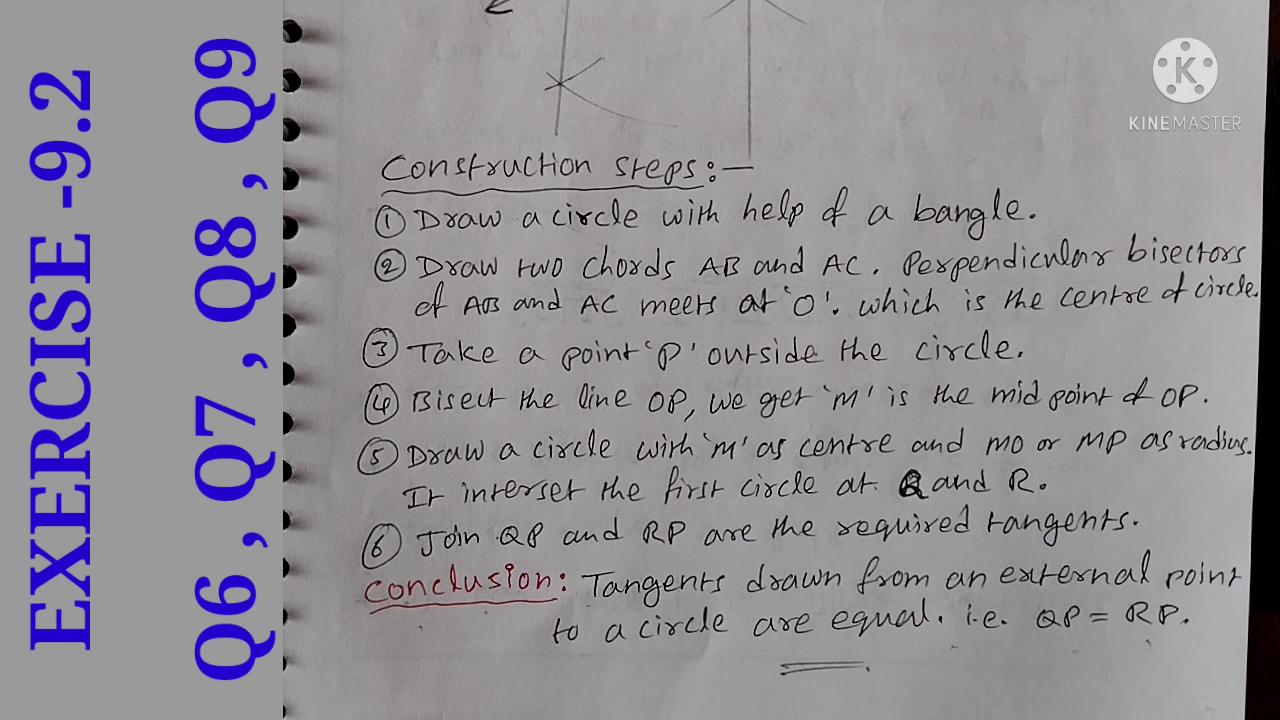 EXERCISE -9.2
Q6, Q7, Q8, Q9
KINEMASTER
Construction steps:-
① Draw a circle with help of a bangle.
② Draw two chords AB and AC. Perpendicular bisectors
of AB and AC meets at 'O'. which is the centre of circle.
③ Take a point 'P' outside the circle.
④ Bisect the line OP, we get 'M' is the mid point of OP.
⑤ Draw a circle with 'M' as centre and MO or MP as radius.
It interset the first circle at Q and R.
⑥ Join QP and RP are the required tangents.
Conclusion: Tangents drawn from an external point
to a circle are equal. i.e. QP = RP.